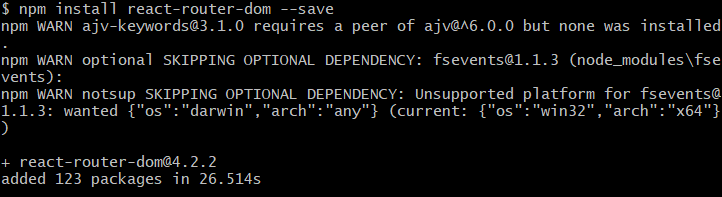 $ npm install react-router-dom --save
npm WARN ajv-keywords@3.1.0 requires a peer of ajv@^6.0.0 but none was installed
.
npm WARN optional SKIPPING OPTIONAL DEPENDENCY: fsevents@1.1.3 (node_modules\fse
vents):
npm WARN notsup SKIPPING OPTIONAL DEPENDENCY: Unsupported platform for fsevents@
1.1.3: wanted {"os":"darwin","arch":"any"} (current: {"os":"win32","arch":"x64"}
)

+ react-router-dom@4.2.2
added 123 packages in 26.514s